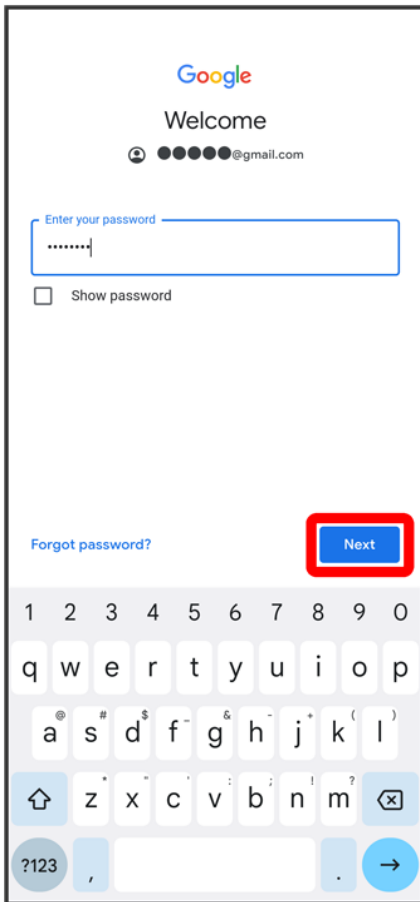 Google
Welcome
●●●●●@gmail.com
Enter your password
••••••••
Show password
Forgot password?
Next
1 2 3 4 5 6 7 8 9 0
q w e r t y u i o p
@ # $ _ & - + ( )
a s d f g h j k l
* " ' : ; ! ?
z x c v b n m
?123 , . →